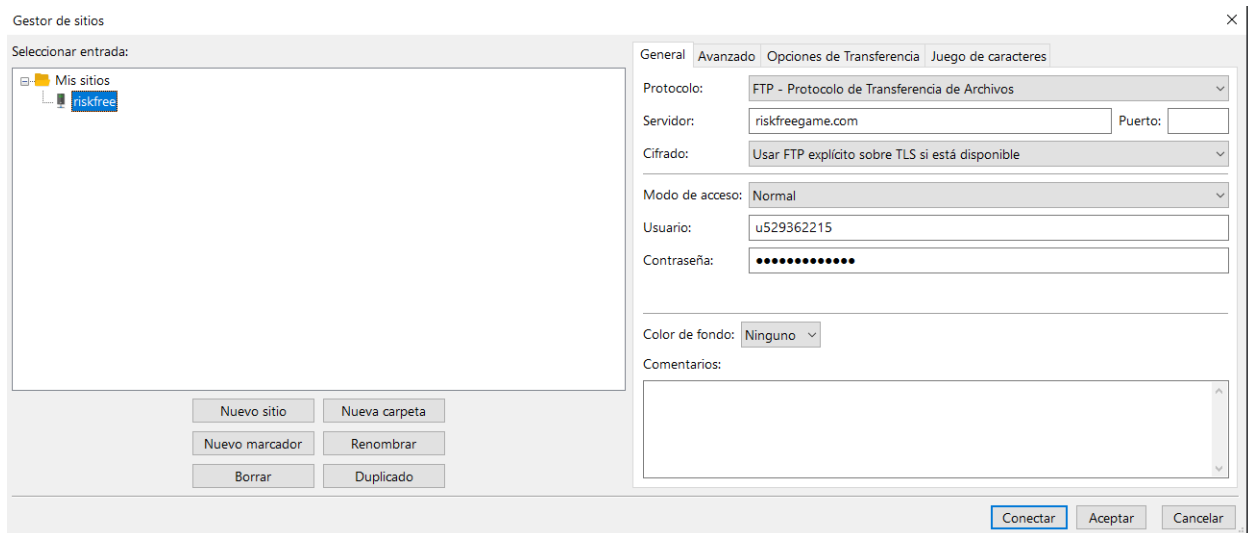 Gestor de sitios
Seleccionar entrada:
Mis sitios
riskfree
Nuevo sitio Nueva carpeta
Nuevo marcador Renombrar
Borrar Duplicado
General Avanzado Opciones de Transferencia Juego de caracteres
Protocolo: FTP - Protocolo de Transferencia de Archivos
Servidor: riskfreegame.com Puerto:
Cifrado: Usar FTP explícito sobre TLS si está disponible
Modo de acceso: Normal
Usuario: u529362215
Contraseña: •••••••••••••
Color de fondo: Ninguno
Comentarios:
Conectar Aceptar Cancelar